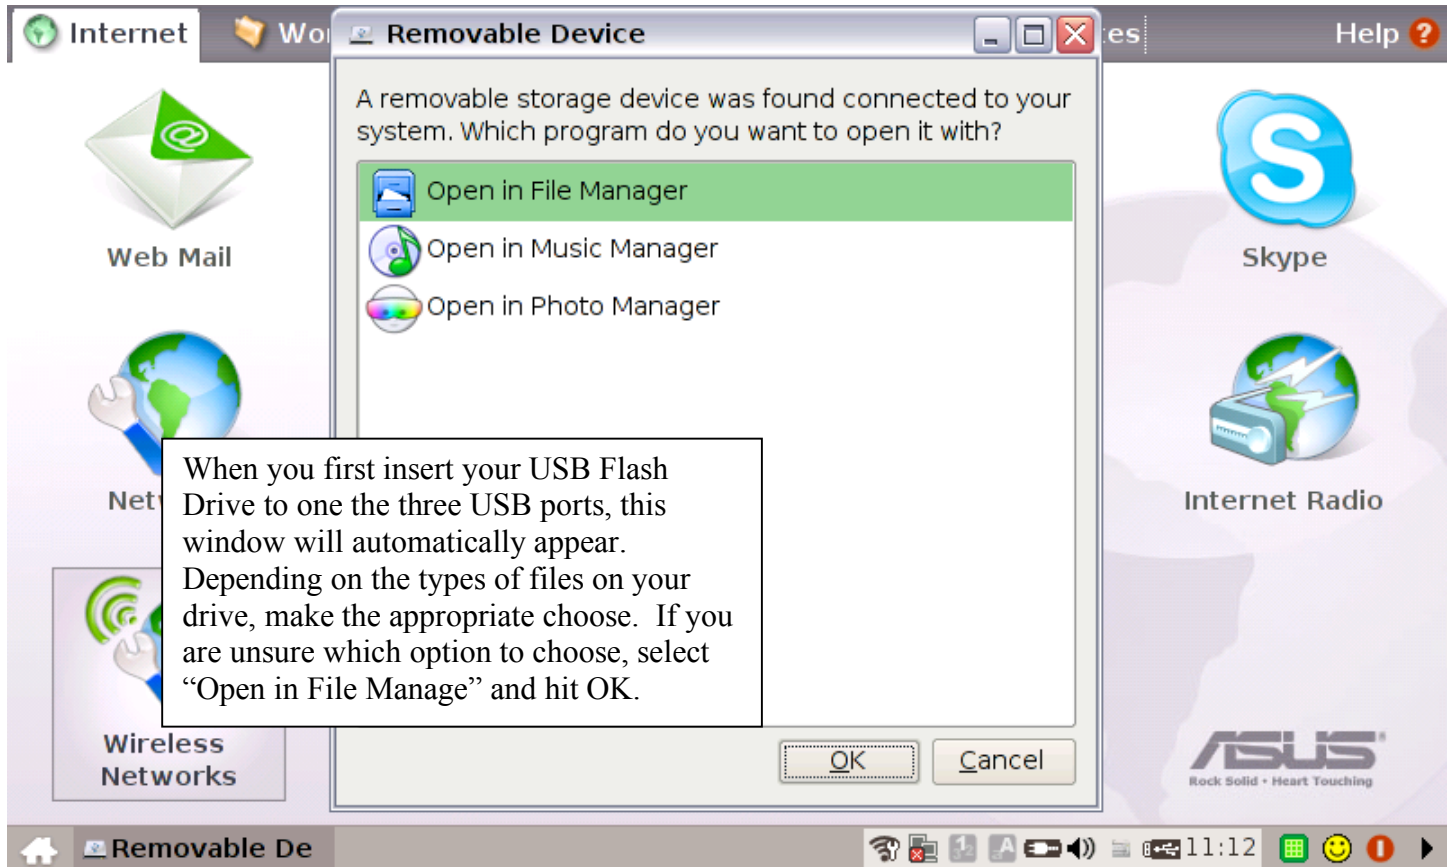 Internet
Wo
Removable Device
es
Help
A removable storage device was found connected to your
system. Which program do you want to open it with?
Open in File Manager
Open in Music Manager
Open in Photo Manager
Web Mail
Skype
Net
Internet Radio
When you first insert your USB Flash
Drive to one the three USB ports, this
window will automatically appear.
Depending on the types of files on your
drive, make the appropriate choose. If you
are unsure which option to choose, select
“Open in File Manage” and hit OK.
Wireless
Networks
OK
Cancel
ASUS
Rock Solid • Heart Touching
Removable De
11:12